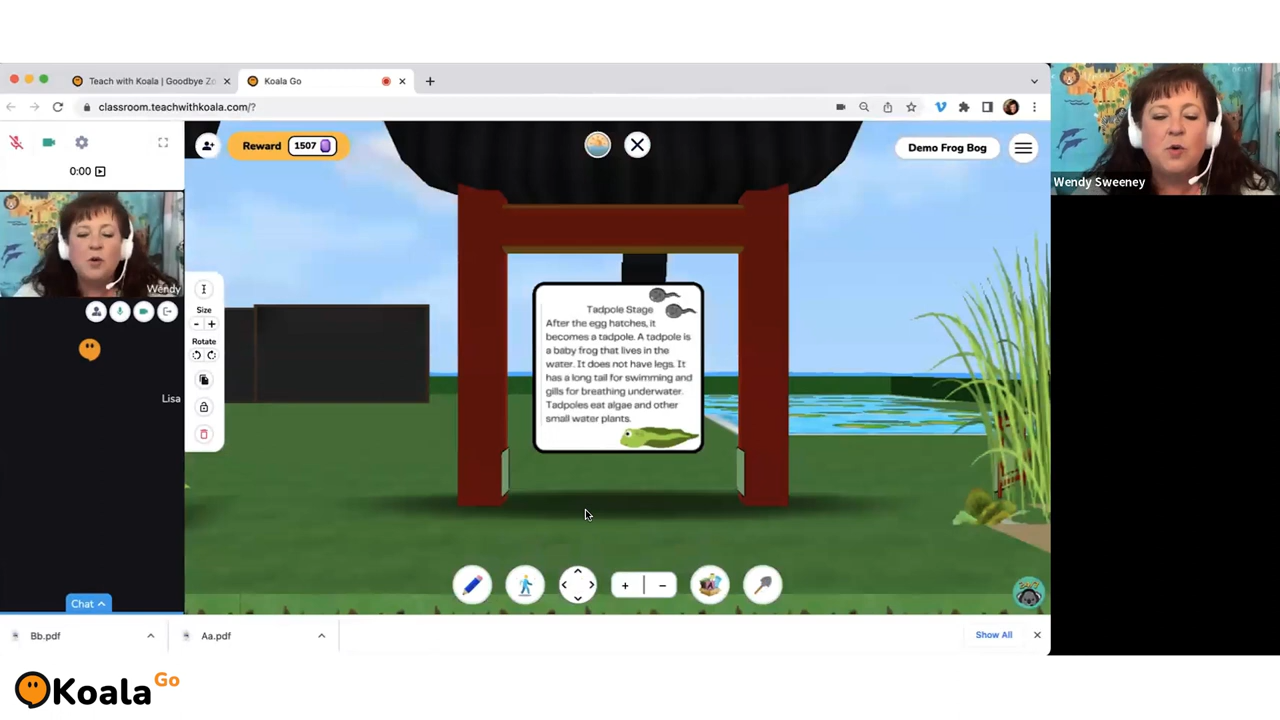 Teach with Koala | Goodbye Zo
Koala Go
classroom.teachwithkoala.com/?
0:00
Reward 1507
Demo Frog Bog
Wendy Sweeney
Wendy
Size
- +
Rotate
Lisa
Tadpole Stage
After the egg hatches, it
becomes a tadpole. A tadpole is
a baby frog that lives in the
water. It does not have legs. It
has a long tail for swimming and
gills for breathing underwater.
Tadpoles eat algae and other
small water plants.
+ -
Chat
Bb.pdf
Aa.pdf
Show All
Koala Go